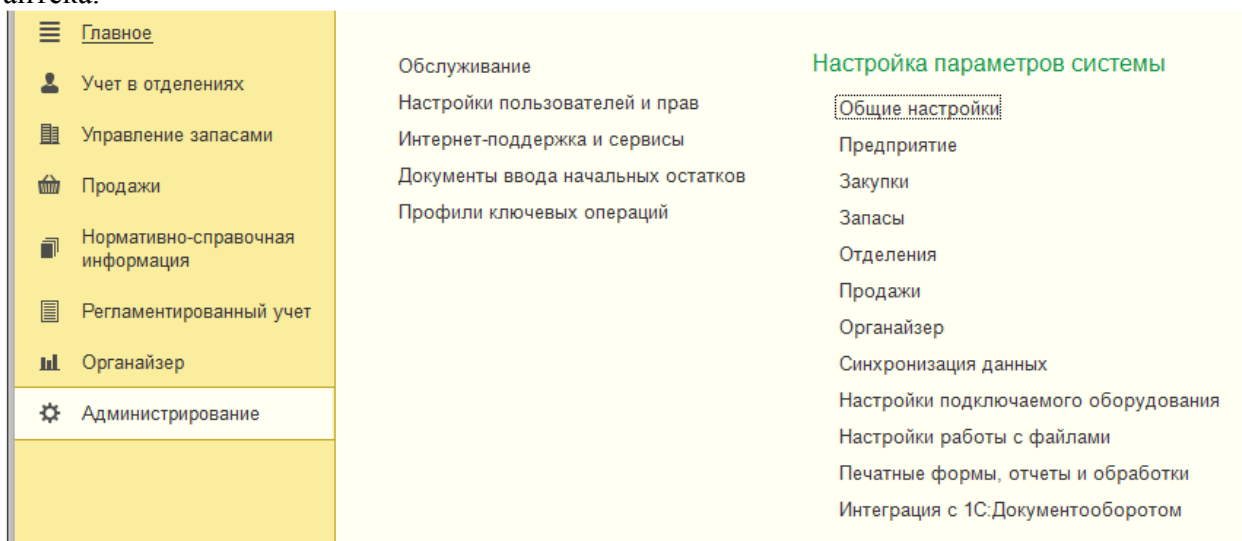 аптека.
Главное
Учет в отделениях
Управление запасами
Продажи
Нормативно-справочная
информация
Регламентированный учет
Органайзер
Администрирование
Обслуживание
Настройки пользователей и прав
Интернет-поддержка и сервисы
Документы ввода начальных остатков
Профили ключевых операций
Настройка параметров системы
Общие настройки
Предприятие
Закупки
Запасы
Отделения
Продажи
Органайзер
Синхронизация данных
Настройки подключаемого оборудования
Настройки работы с файлами
Печатные формы, отчеты и обработки
Интеграция с 1С:Документооборотом